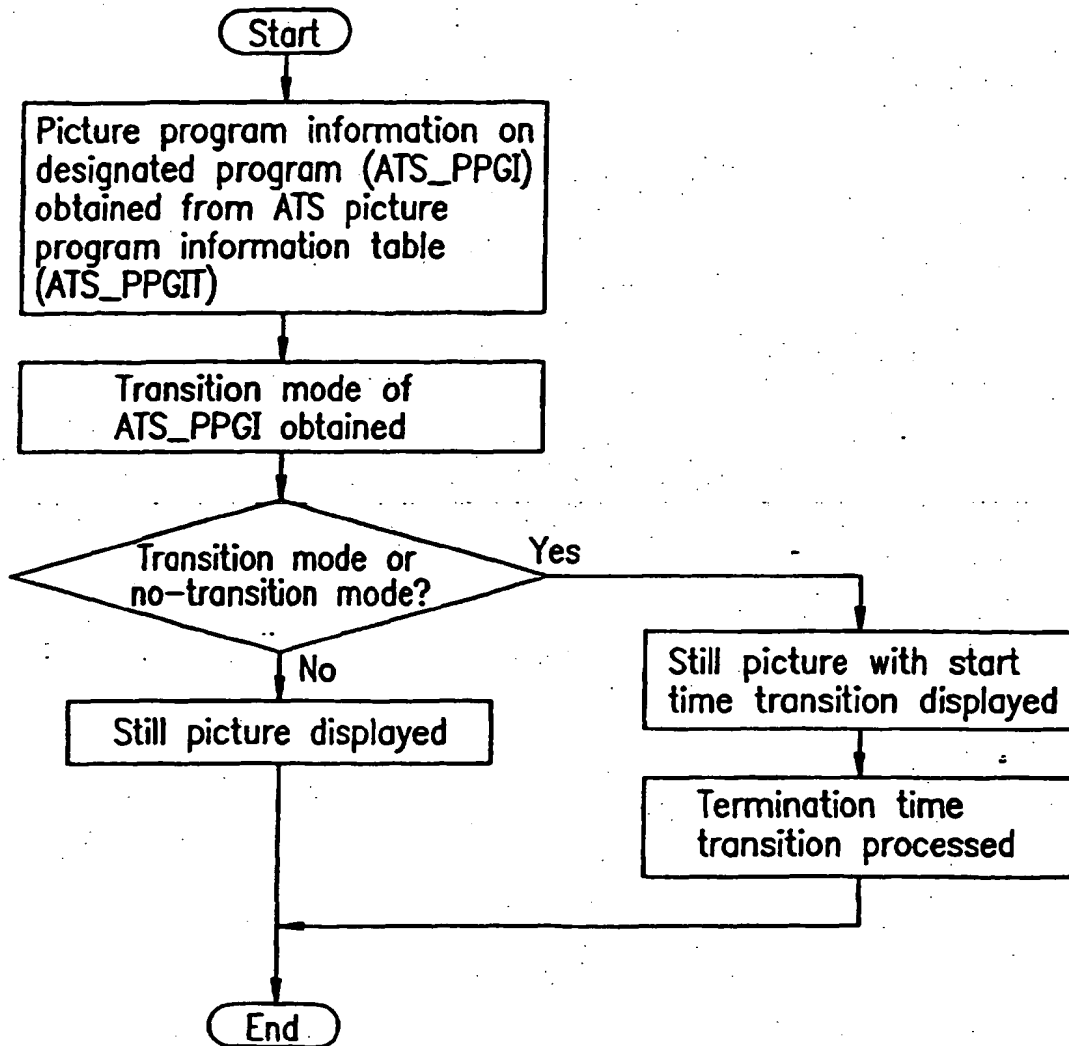 Start
Picture program information on
designated program (ATS_PPGI)
obtained from ATS picture
program information table
(ATS_PPGIT)
Transition mode of
ATS_PPGI obtained
Transition mode or
no-transition mode?
Yes
No
Still picture displayed
Still picture with start
time transition displayed
Termination time
transition processed
End